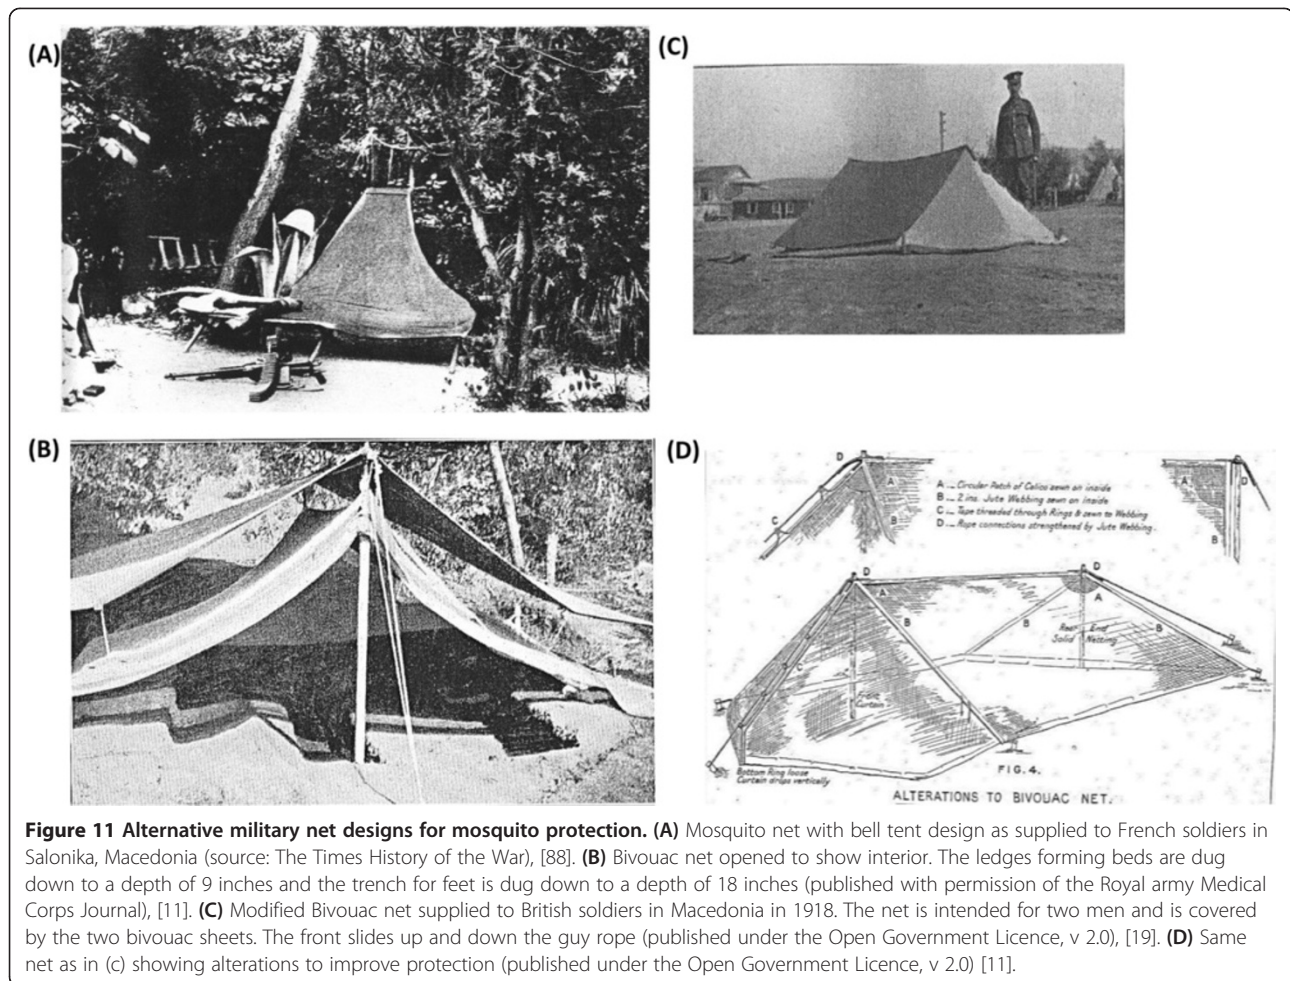 (A)
(C)
(B)
(D)
D
A
C
B
A _ Circular Patch of Calico sewn on inside
B _ 2 ins. Jute Webbing sewn on inside
C _ Tape threaded through Rings & sewn to Webbing
D _ Rope connections strengthened by Jute Webbing.
A
D
B
D
A
B
C
D
A
B
B
Rear End
Solid Netting
Curtain
Bottom Ring loose
Curtain drops vertically
FIG. 4.
ALTERATIONS TO BIVOUAC NET.
Figure 11 Alternative military net designs for mosquito protection. (A) Mosquito net with bell tent design as supplied to French soldiers in
Salonika, Macedonia (source: The Times History of the War), [88]. (B) Bivouac net opened to show interior. The ledges forming beds are dug
down to a depth of 9 inches and the trench for feet is dug down to a depth of 18 inches (published with permission of the Royal army Medical
Corps Journal), [11]. (C) Modified Bivouac net supplied to British soldiers in Macedonia in 1918. The net is intended for two men and is covered
by the two bivouac sheets. The front slides up and down the guy rope (published under the Open Government Licence, v 2.0), [19]. (D) Same
net as in (c) showing alterations to improve protection (published under the Open Government Licence, v 2.0) [11].